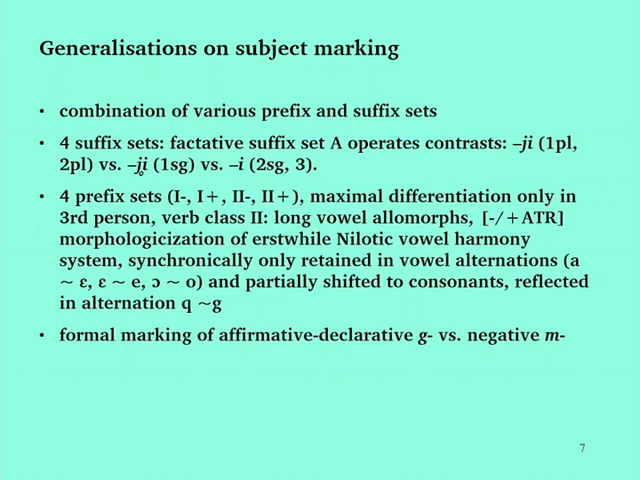 Generalisations on subject marking
• combination of various prefix and suffix sets
• 4 suffix sets: factative suffix set A operates contrasts: –ji (1pl,
2pl) vs. –j̥i (1sg) vs. –i (2sg, 3).
• 4 prefix sets (I-, I+, II-, II+), maximal differentiation only in
3rd person, verb class II: long vowel allomorphs, [-/+ATR]
morphologicization of erstwhile Nilotic vowel harmony
system, synchronically only retained in vowel alternations (a
~ ɛ, ɛ ~ e, ɔ ~ o) and partially shifted to consonants, reflected
in alternation q ~g
• formal marking of affirmative-declarative g- vs. negative m-
7